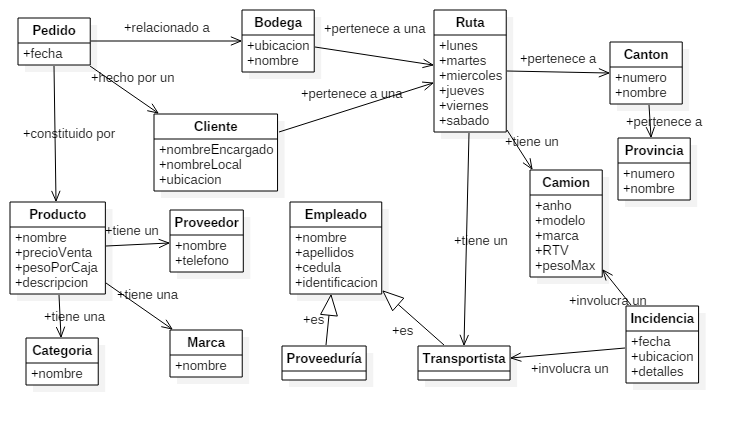 Pedido
+fecha
+relacionado a
Bodega
+ubicacion
+nombre
+pertenece a una
Ruta
+lunes
+martes
+miercoles
+jueves
+viernes
+sabado
+pertenece a
Canton
+numero
+nombre
+hecho por un
+pertenece a una
+pertenece a
Cliente
+nombreEncargado
+nombreLocal
+ubicacion
+constituido por
+tiene un
Provincia
+numero
+nombre
Camion
+anho
+modelo
+marca
+RTV
+pesoMax
Producto
+nombre
+precioVenta
+pesoPorCaja
+descripcion
+tiene un
Proveedor
+nombre
+telefono
Empleado
+nombre
+apellidos
+cedula
+identificacion
+tiene un
+tiene una
+tiene una
+es
+es
+involucra un
Incidencia
+fecha
+ubicacion
+detalles
Categoria
+nombre
Marca
+nombre
Proveeduría
Transportista
+involucra un